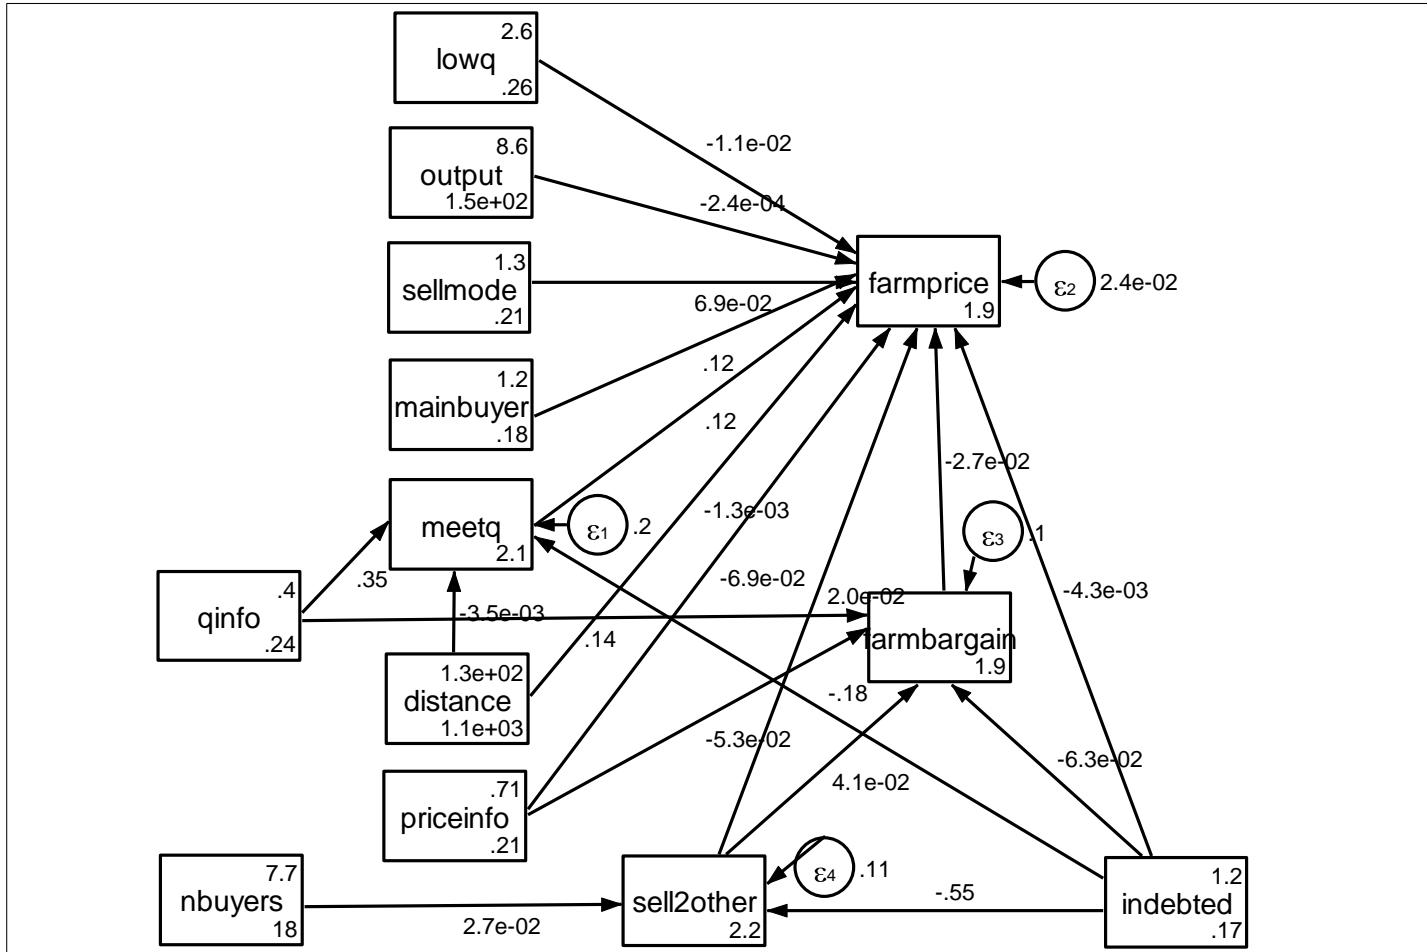 2.6
lowq
.26
-1.1e-02
8.6
output
1.5e+02
-2.4e-04
1.3
sellmode
.21
6.9e-02
farmprice
1.9
ε2
2.4e-02
1.2
mainbuyer
.18
.12
.12
meetq
2.1
ε1
.2
-1.3e-03
-2.7e-02
ε3
.1
.4
qinfo
.24
.35
-3.5e-03
.14
-6.9e-02
2.0e-02
farmbargain
1.9
-4.3e-03
1.3e+02
distance
1.1e+03
-.18
-5.3e-02
-6.3e-02
.71
priceinfo
.21
4.1e-02
7.7
nbuyers
18
2.7e-02
sell2other
2.2
ε4
.11
-.55
1.2
indebted
.17